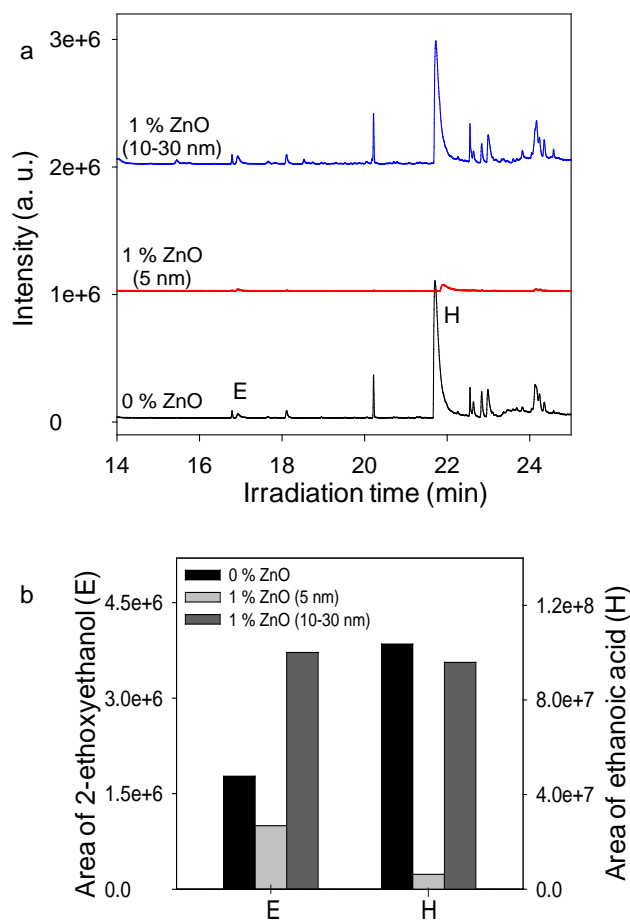 a
3e+6
1 % ZnO
(10-30 nm)
2e+6
1 % ZnO
(5 nm)
1e+6
H
E
0 % ZnO
0
Intensity (a. u.)
14 16 18 20 22 24
Irradiation time (min)
b
0 % ZnO
1 % ZnO (5 nm)
1 % ZnO (10-30 nm)
4.5e+6
3.0e+6
1.5e+6
0.0
Area of 2-ethoxyethanol (E)
1.2e+8
8.0e+7
4.0e+7
0.0
Area of ethanoic acid (H)
E H